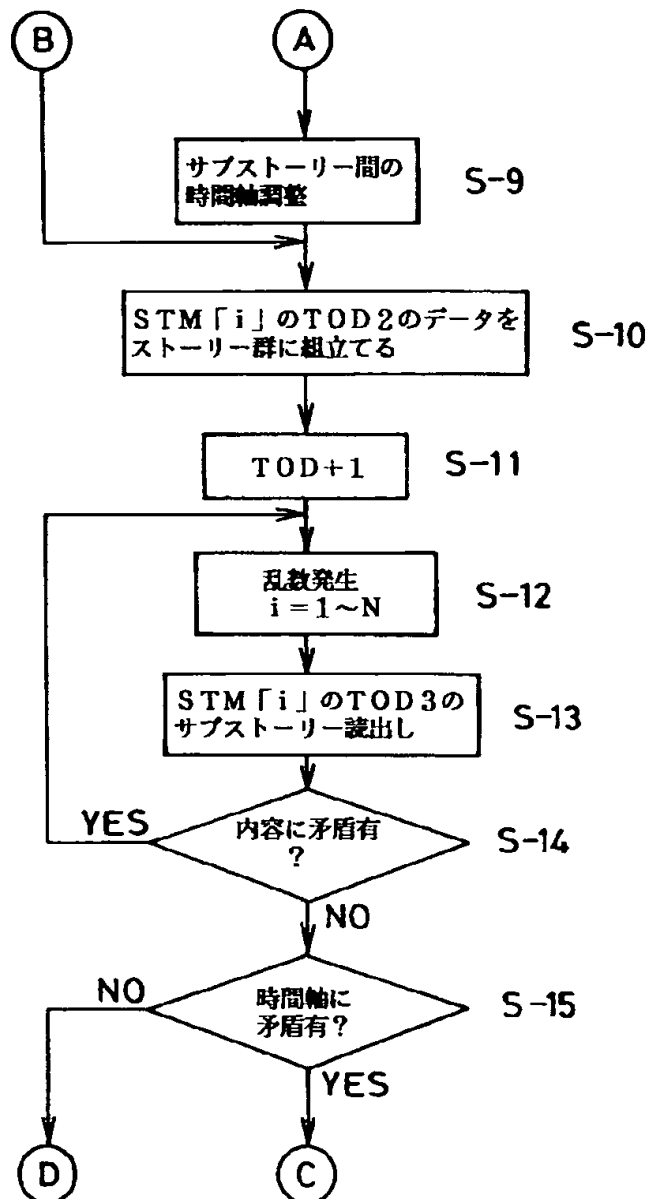 B
A
サブストーリー間の
時間軸調整
S-9
STM「i」のTOD2のデータを
ストーリー群に組立てる
S-10
TOD+1
S-11
乱数発生
i=1~N
S-12
STM「i」のTOD3の
サブストーリー読出し
S-13
YES
内容に矛盾有
?
S-14
NO
NO
時間軸に
矛盾有?
S-15
YES
D
C